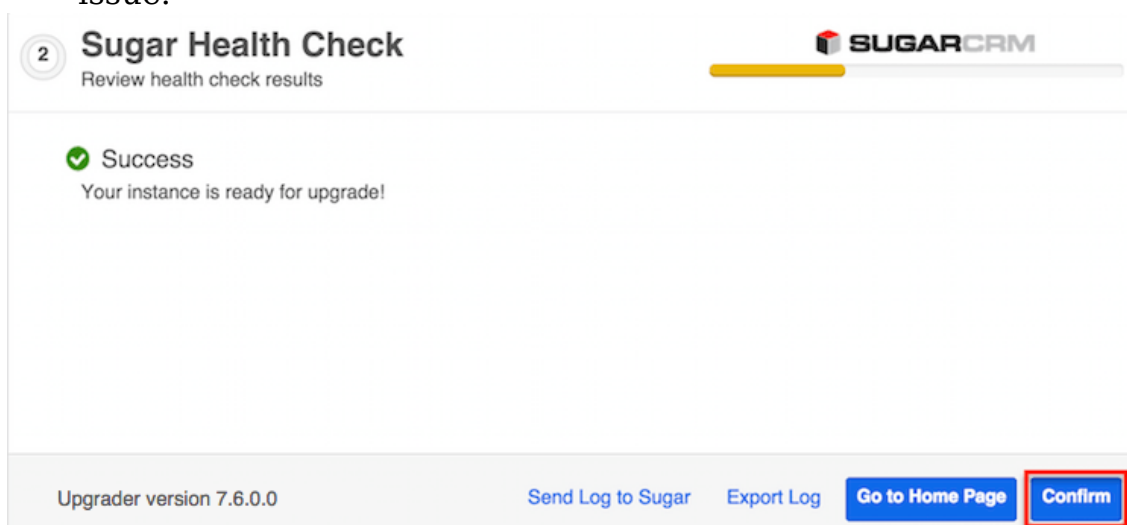 issue.
2
Sugar Health Check
SUGARCRM
Review health check results
Success
Your instance is ready for upgrade!
Upgrader version 7.6.0.0
Send Log to Sugar
Export Log
Go to Home Page
Confirm